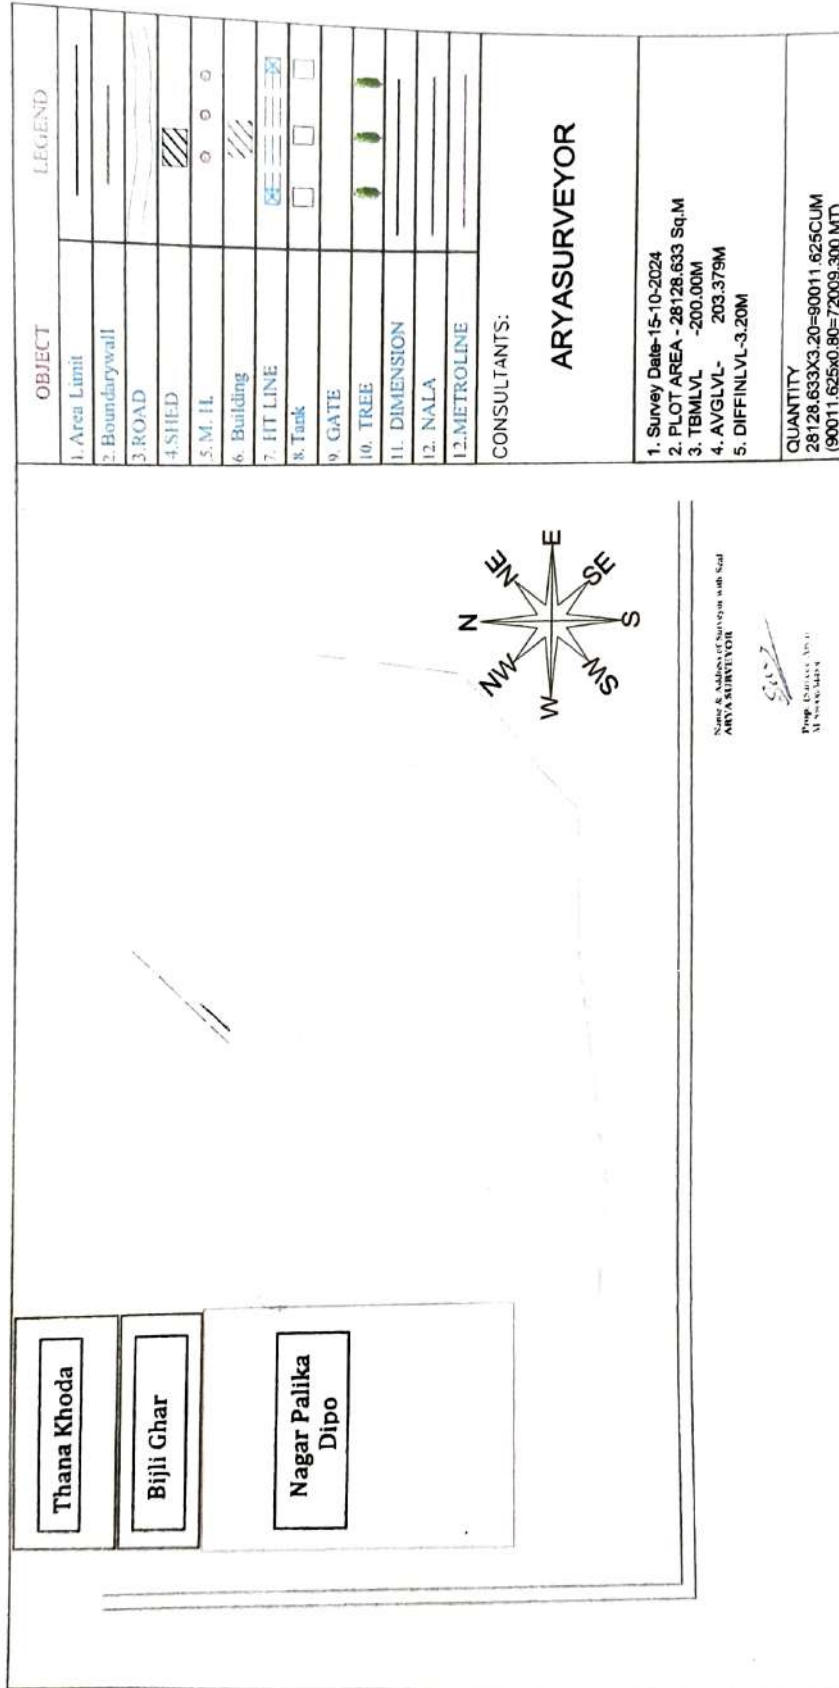 Thana Khoda
Bijli Ghar
Nagar Palika
Dipo
N
NE
E
SE
S
SW
W
NW
OBJECT LEGEND
1. Area Limit
2. Boundarywall
3.ROAD
4.SHED
5. M. H.
6. Building
7. HT LINE
8. Tank
9. GATE
10. TREE
11. DIMENSION
12. NALA
12.METROLINE
CONSULTANTS:
ARYASURVEYOR
1. Survey Date-15-10-2024
2. PLOT AREA - 28128.633 Sq.M
3. TBMLVL -200.00M
4. AVGLVL- 203.379M
5. DIFFINLVL-3.20M
QUANTITY
28128.633X3.20=90011.625CUM
(90011.625x0.80=72009.300 MT)
Name & Address of Surveyor with Seal
ARYA SURVEYOR
Prop.